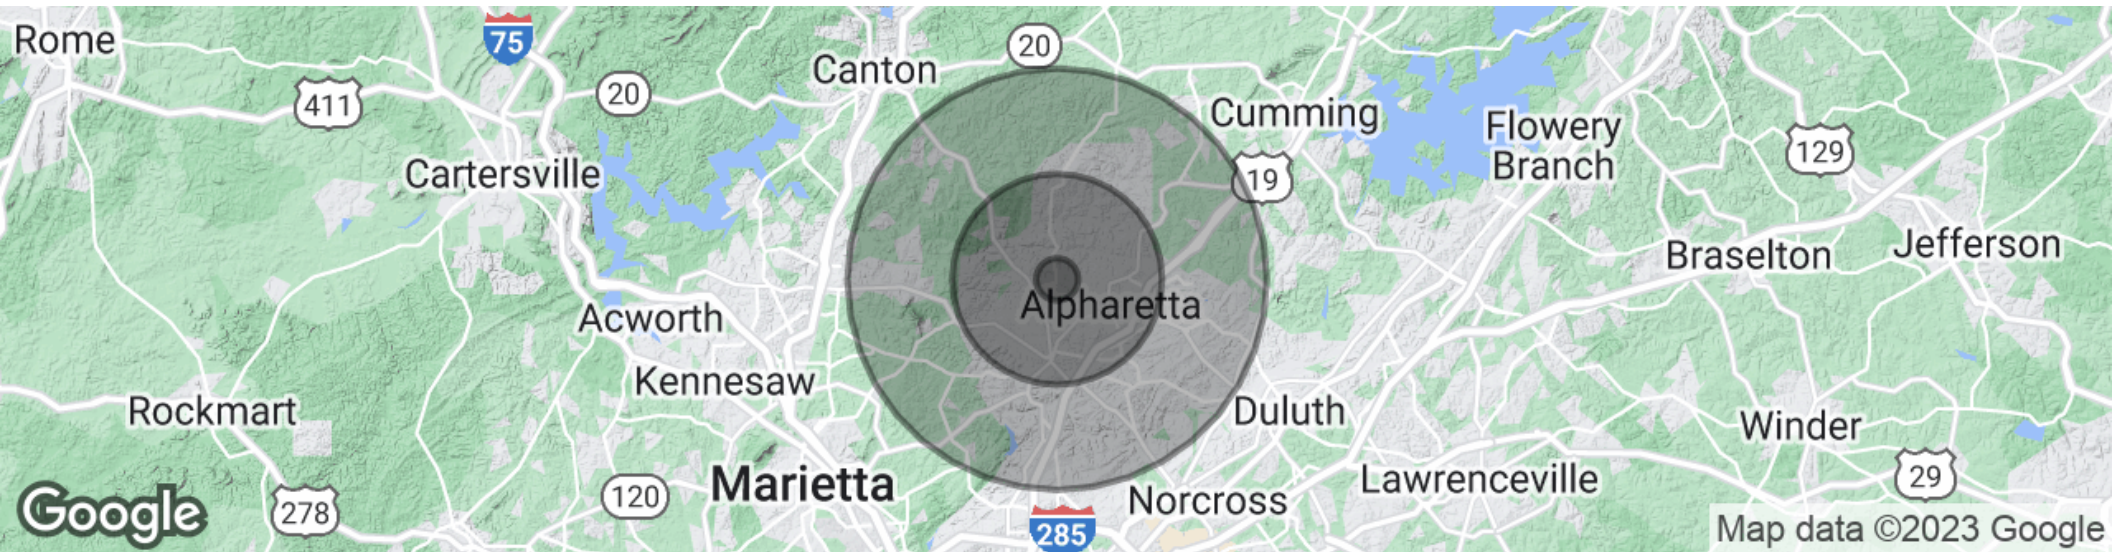 Rome
75
20
Canton
411
20
Cumming
Flowery
Branch
129
Cartersville
19
Braselton
Jefferson
Alpharetta
Acworth
Kennesaw
Rockmart
Duluth
Winder
Marietta
120
Norcross
Lawrenceville
29
Google
278
285
Map data ©2023 Google